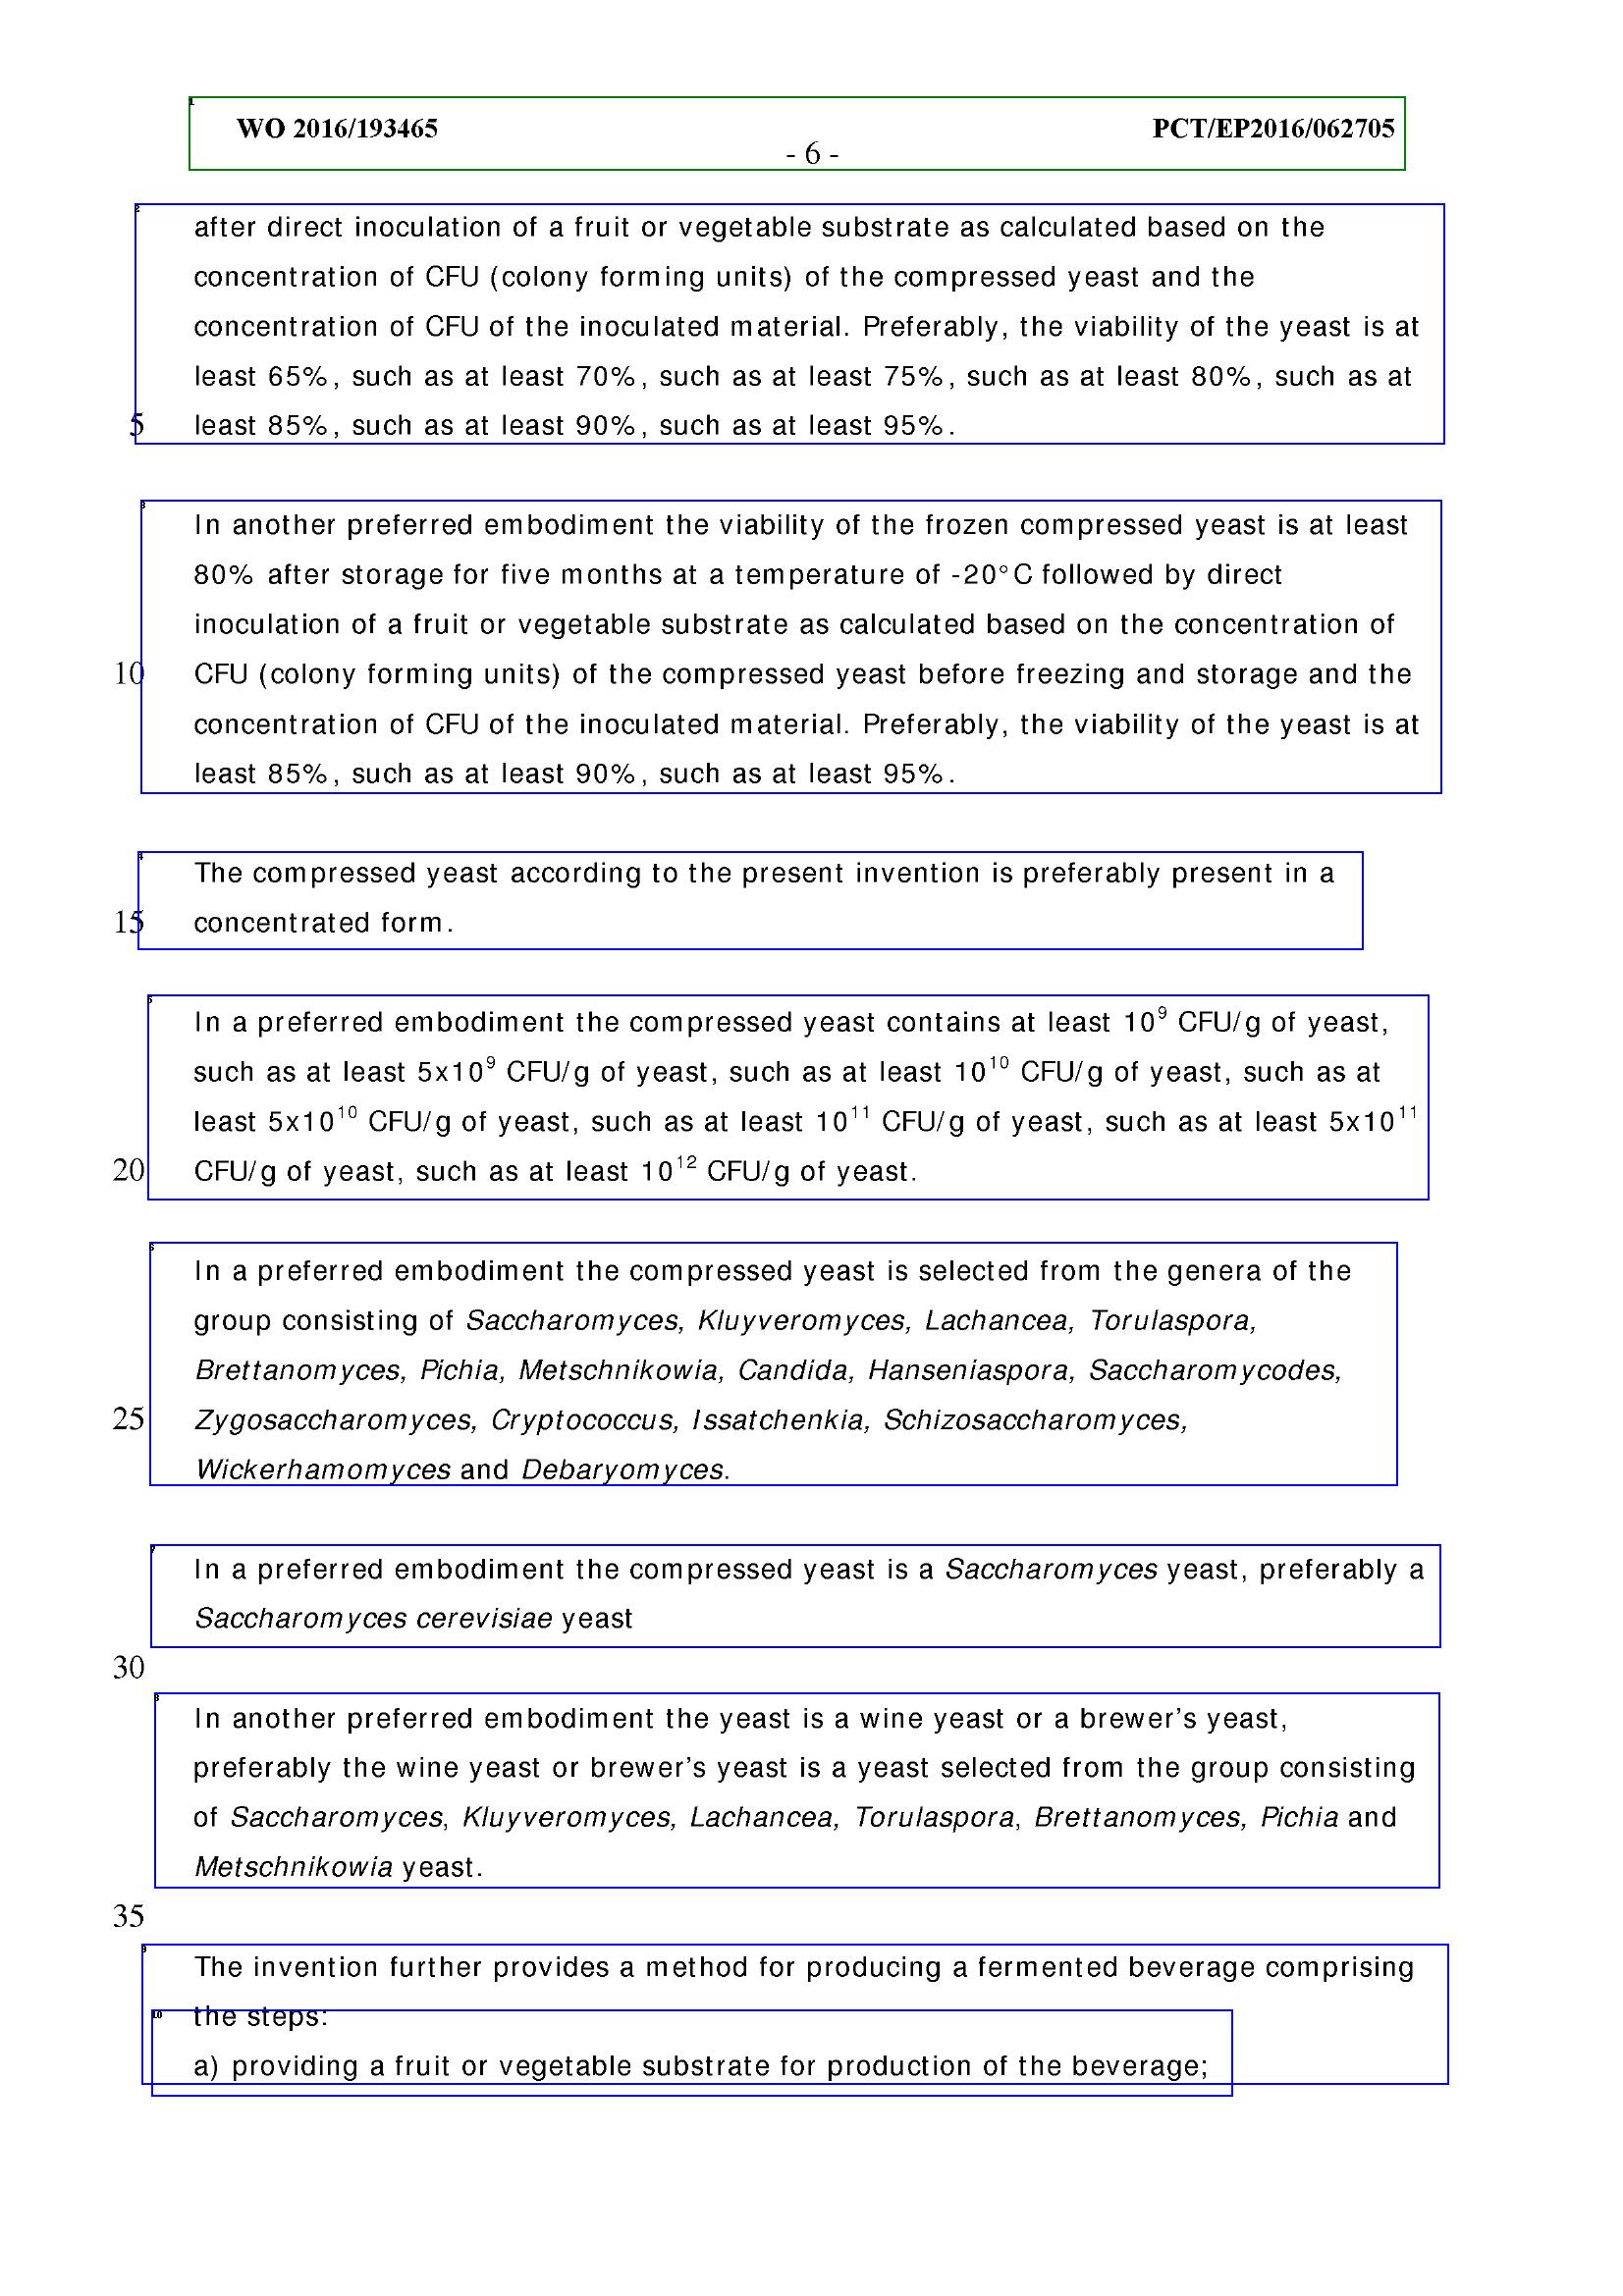 WO 2016/193465 PCT/EP2016/062705
- 6 -
after direct inoculation of a fruit or vegetable substrate as calculated based on the
concentration of CFU (colony forming units) of the compressed yeast and the
concentration of CFU of the inoculated material. Preferably, the viability of the yeast is at
least 65%, such as at least 70%, such as at least 75%, such as at least 80%, such as at
5 least 85%, such as at least 90%, such as at least 95%.
In another preferred embodiment the viability of the frozen compressed yeast is at least
80% after storage for five months at a temperature of -20°C followed by direct
inoculation of a fruit or vegetable substrate as calculated based on the concentration of
10 CFU (colony forming units) of the compressed yeast before freezing and storage and the
concentration of CFU of the inoculated material. Preferably, the viability of the yeast is at
least 85%, such as at least 90%, such as at least 95%.
The compressed yeast according to the present invention is preferably present in a
15 concentrated form.
In a preferred embodiment the compressed yeast contains at least 10⁹ CFU/g of yeast,
such as at least 5x10⁹ CFU/g of yeast, such as at least 10¹⁰ CFU/g of yeast, such as at
least 5x10¹⁰ CFU/g of yeast, such as at least 10¹¹ CFU/g of yeast, such as at least 5x10¹¹
20 CFU/g of yeast, such as at least 10¹² CFU/g of yeast.
In a preferred embodiment the compressed yeast is selected from the genera of the
group consisting of Saccharomyces, Kluyveromyces, Lachancea, Torulaspora,
Brettanomyces, Pichia, Metschnikowia, Candida, Hanseniaspora, Saccharomycodes,
25 Zygosaccharomyces, Cryptococcus, Issatchenkia, Schizosaccharomyces,
Wickerhamomyces and Debaryomyces.
In a preferred embodiment the compressed yeast is a Saccharomyces yeast, preferably a
Saccharomyces cerevisiae yeast
30
In another preferred embodiment the yeast is a wine yeast or a brewer's yeast,
preferably the wine yeast or brewer's yeast is a yeast selected from the group consisting
of Saccharomyces, Kluyveromyces, Lachancea, Torulaspora, Brettanomyces, Pichia and
Metschnikowia yeast.
35
The invention further provides a method for producing a fermented beverage comprising
the steps:
a) providing a fruit or vegetable substrate for production of the beverage;